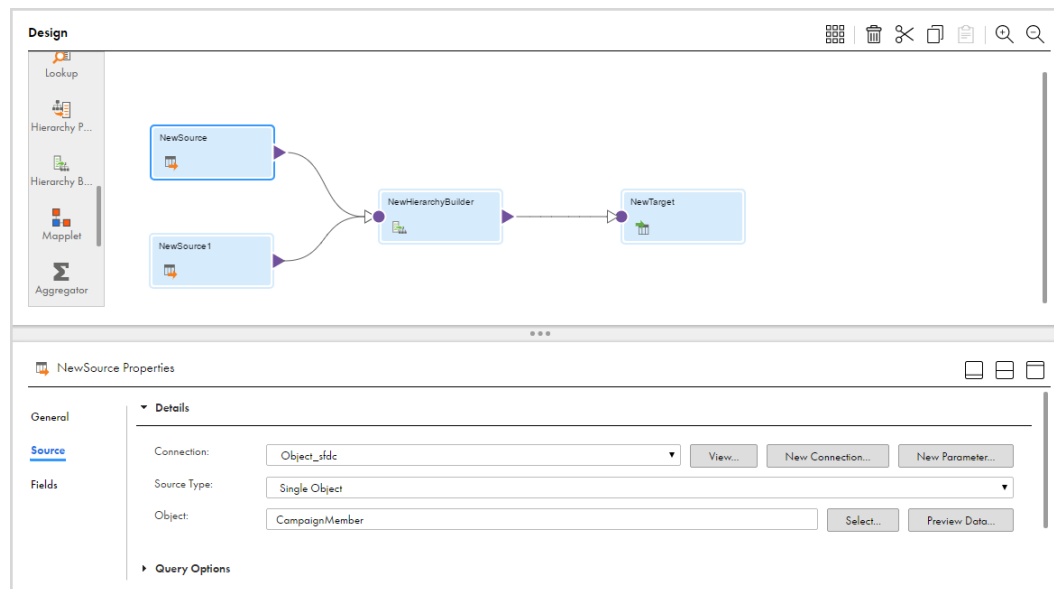 Design
Lookup
Hierarchy P...
Hierarchy B...
Mapplet
Aggregator
NewSource
NewSource1
NewHierarchyBuilder
NewTarget
NewSource Properties
General
Source
Fields
Details
Connection: Object_sfdc View... New Connection... New Parameter...
Source Type: Single Object
Object: CampaignMember Select... Preview Data...
Query Options